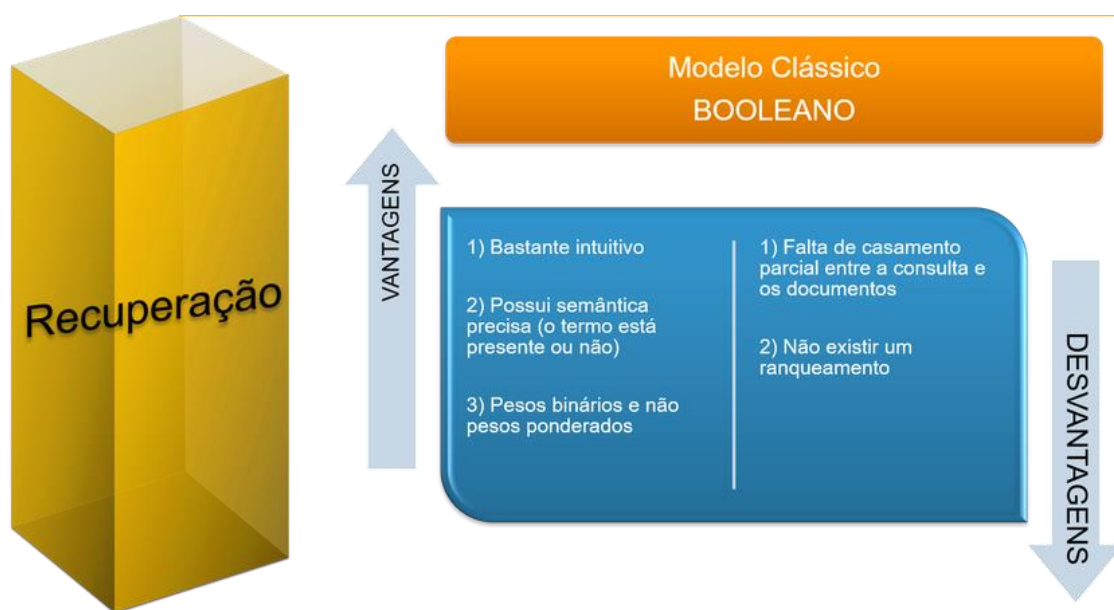 Modelo Clássico
BOOLEANO
Recuperação
VANTAGENS
1) Bastante intuitivo
2) Possui semântica
precisa (o termo está
presente ou não)
3) Pesos binários e não
pesos ponderados
1) Falta de casamento
parcial entre a consulta e
os documentos
2) Não existir um
ranqueamento
DESVANTAGENS